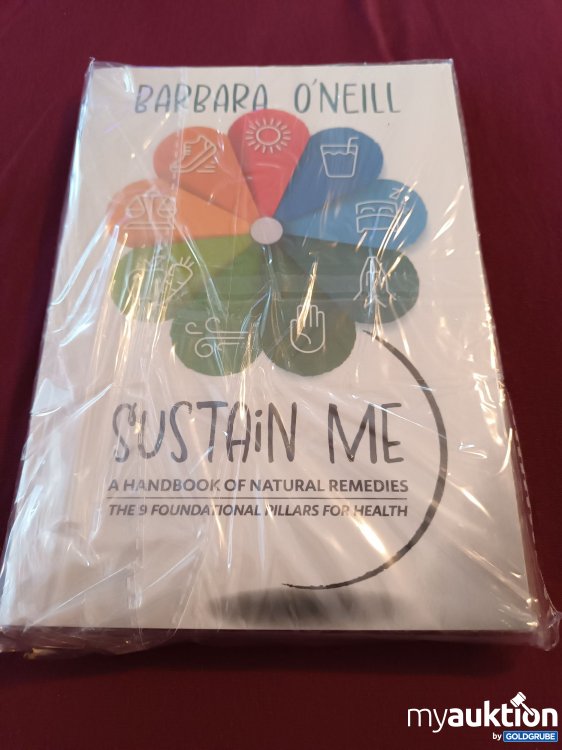 BARBARA O'NEILL
z
SUSTAiN ME
A HANDBOOK OF NATURAL REMEDIES
THE 9 FOUNDATIONAL PILLARS FOR HEALTH
myauktion
by GOLDGRUBE